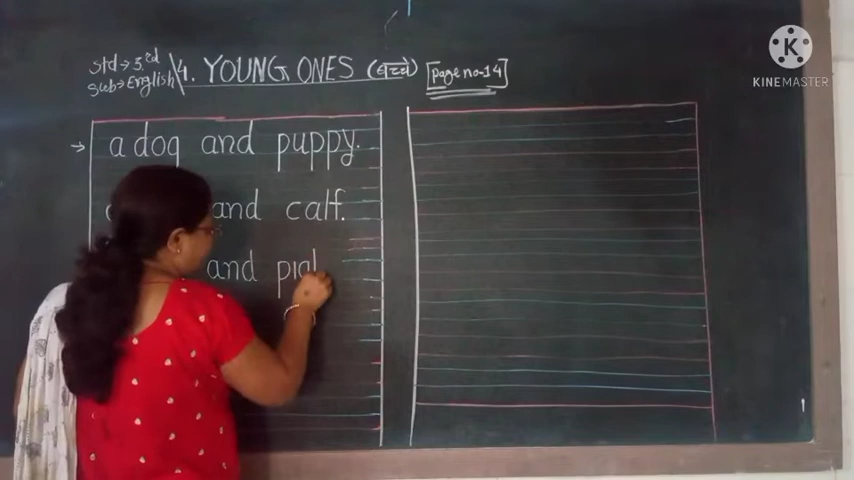 std → 3rd
sub → English
4. YOUNG ONES (बच्चे) [page no-14]
→ a dog and puppy.
and calf.
and pig
K
KINEMASTER